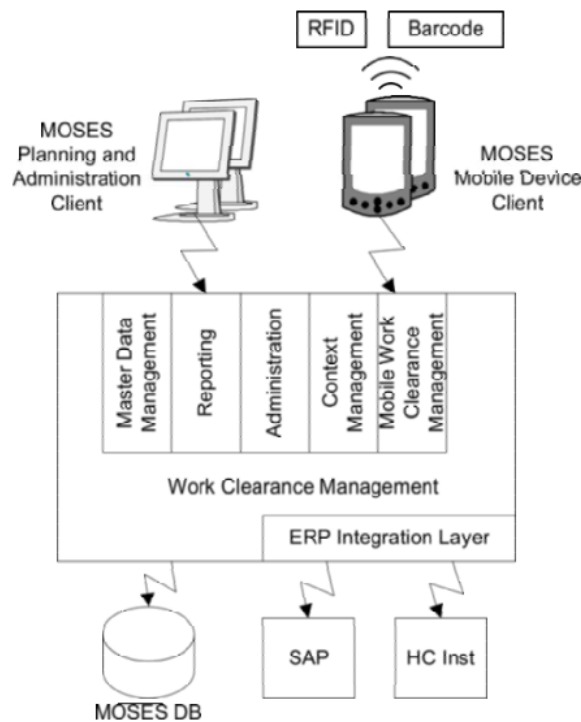 RFID
Barcode
MOSES
Planning and
Administration
Client
MOSES
Mobile Device
Client
Master Data
Management
Reporting
Administration
Context
Management
Mobile Work
Clearance
Management
Work Clearance Management
ERP Integration Layer
SAP
HC Inst
MOSES DB